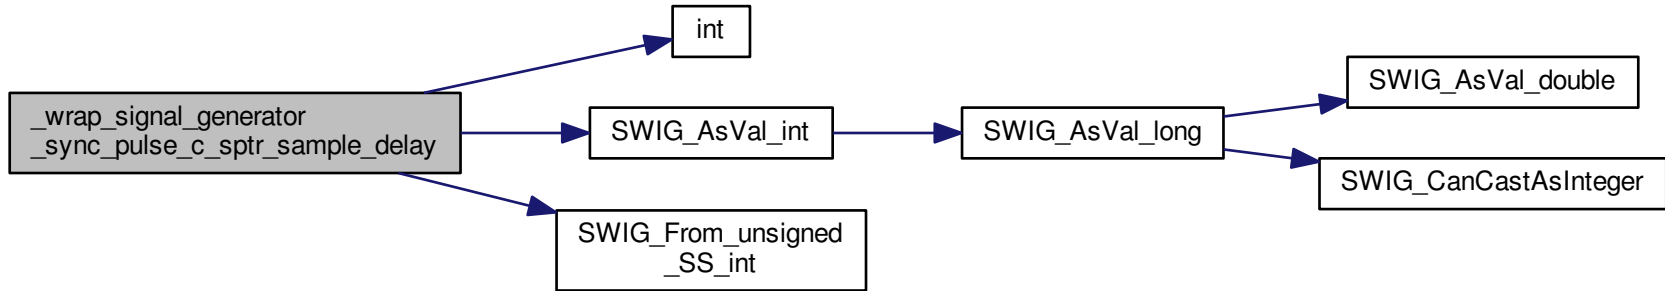 int
_wrap_signal_generator
_sync_pulse_c_sptr_sample_delay
SWIG_AsVal_int
SWIG_From_unsigned
_SS_int
SWIG_AsVal_long
SWIG_AsVal_double
SWIG_CanCastAsInteger